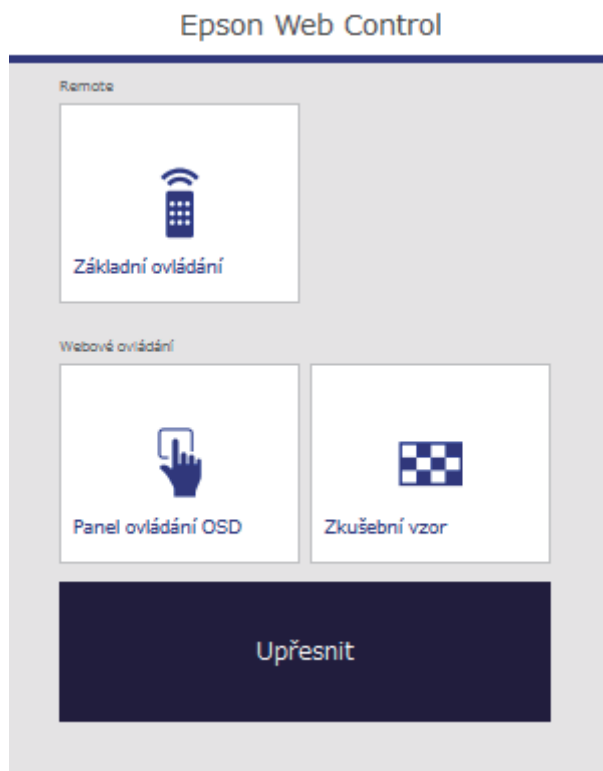 Epson Web Control
Remote
Základní ovládání
Webové ovládání
Panel ovládání OSD
Zkušební vzor
Upřesnit